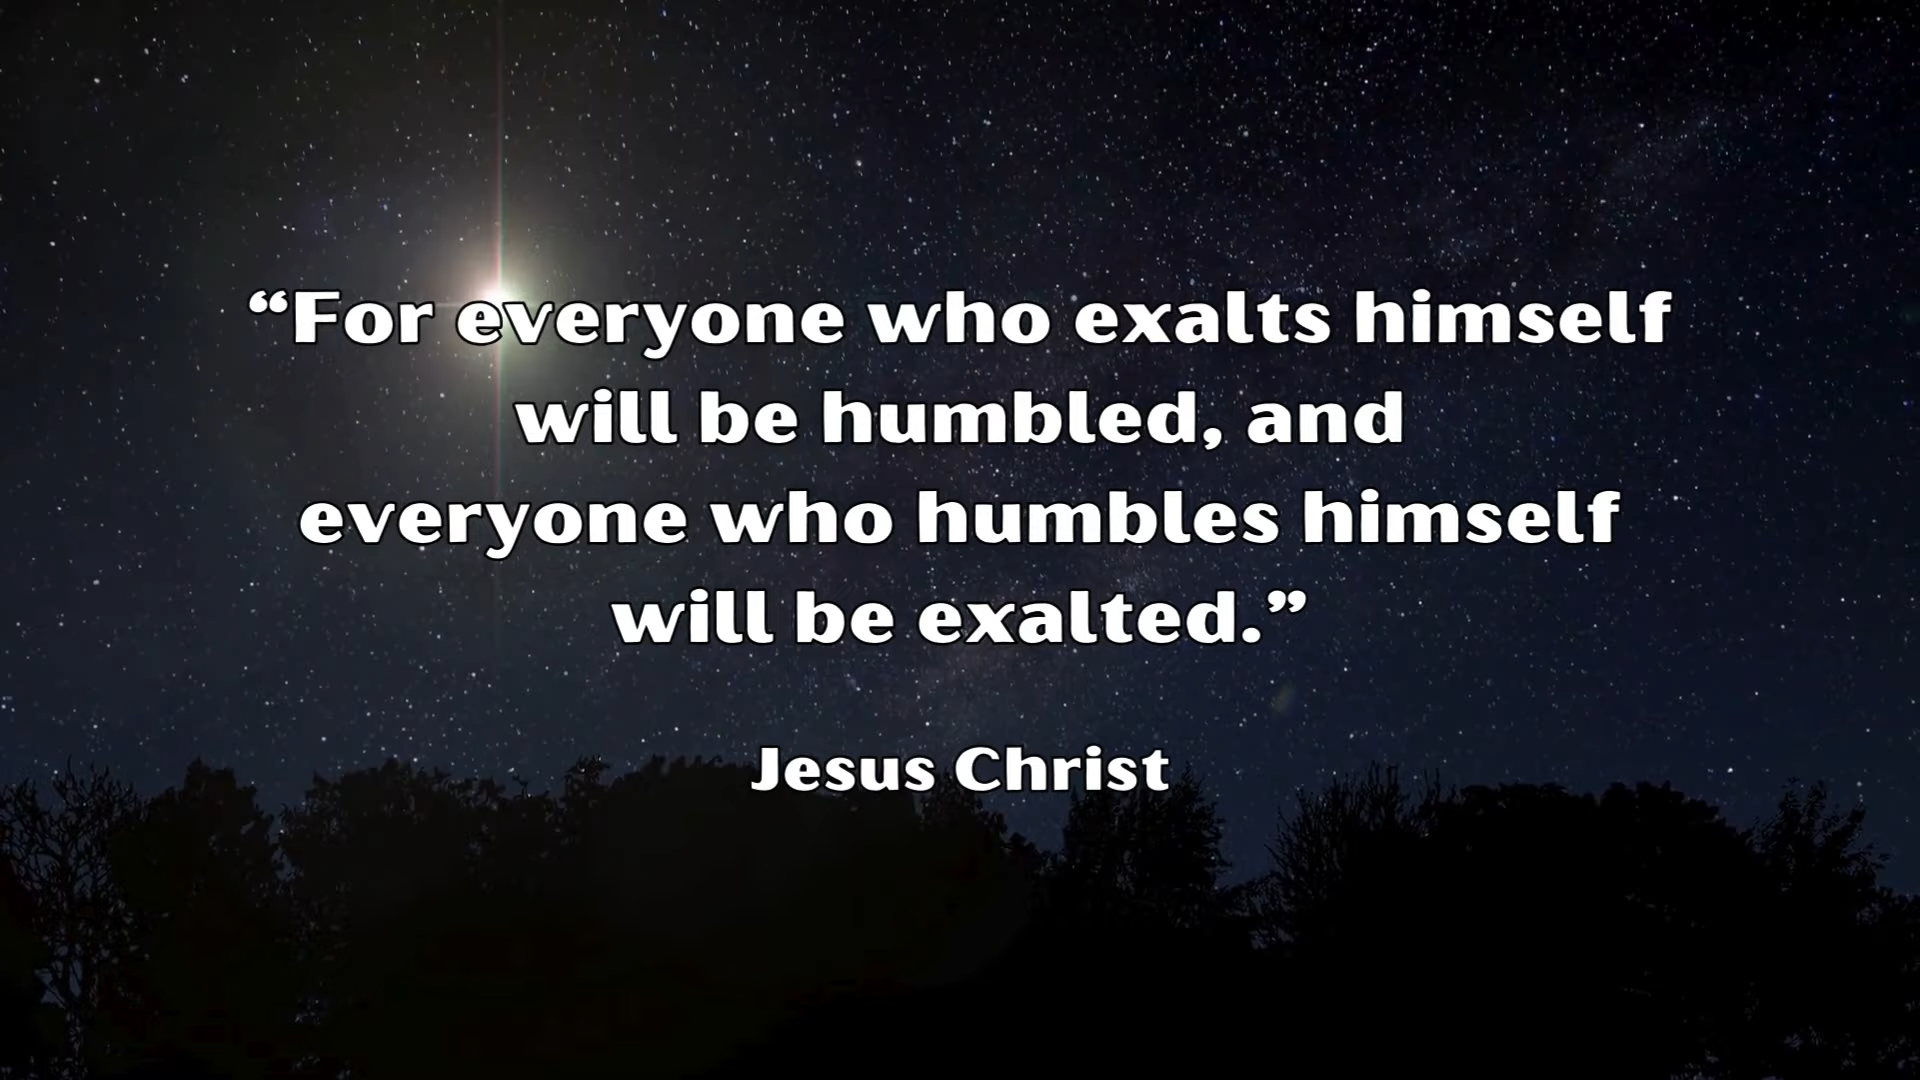 “For everyone who exalts himself
will be humbled, and
everyone who humbles himself
will be exalted.”
Jesus Christ